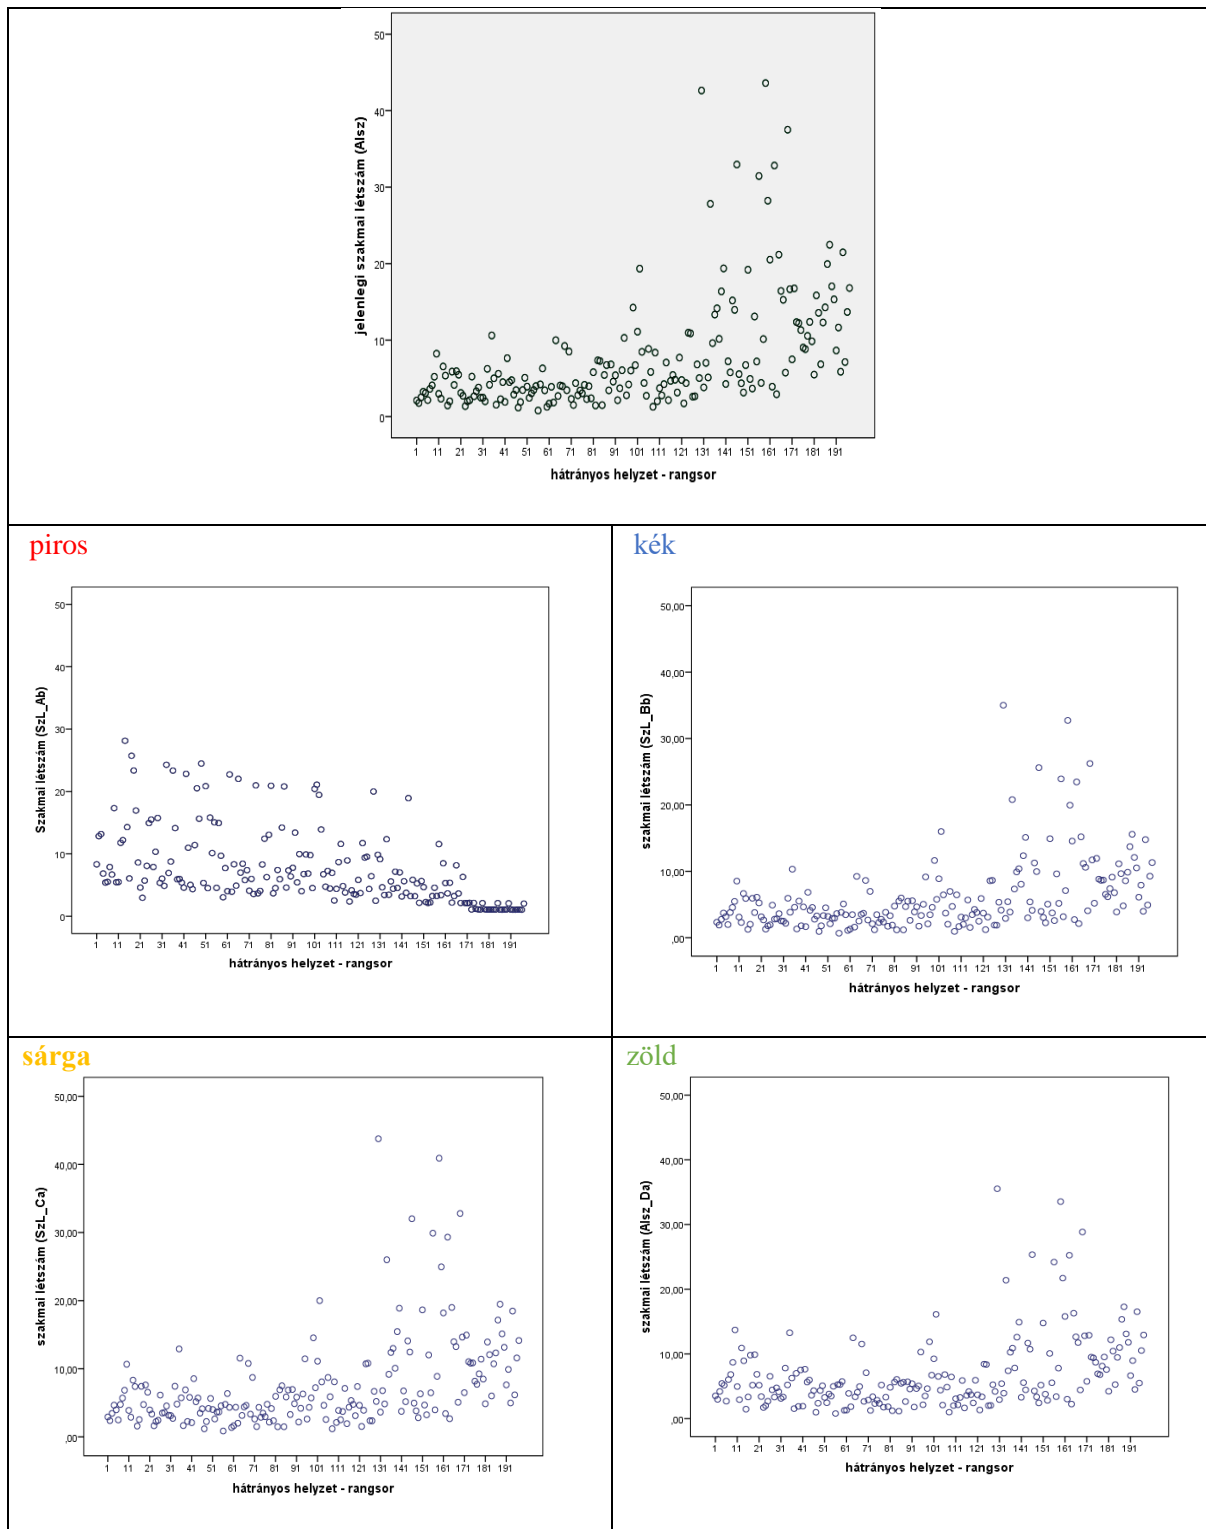 jelenlegi szakmai létszám (Alsz)
50
40
30
20
10
0
1 11 21 31 41 51 61 71 81 91 101 111 121 131 141 151 161 171 181 191
hátrányos helyzet - rangsor
piros
Szakmai létszám (SzL_Ab)
50
40
30
20
10
0
1 11 21 31 41 51 61 71 81 91 101 111 121 131 141 151 161 171 181 191
hátrányos helyzet - rangsor
kék
szakmai létszám (SzL_Bb)
50,00
40,00
30,00
20,00
10,00
,00
1 11 21 31 41 51 61 71 81 91 101 111 121 131 141 151 161 171 181 191
hátrányos helyzet - rangsor
sárga
szakmai létszám (SzL_Ca)
50,00
40,00
30,00
20,00
10,00
,00
1 11 21 31 41 51 61 71 81 91 101 111 121 131 141 151 161 171 181 191
hátrányos helyzet - rangsor
zöld
szakmai létszám (Alsz_Da)
50,00
40,00
30,00
20,00
10,00
,00
1 11 21 31 41 51 61 71 81 91 101 111 121 131 141 151 161 171 181 191
hátrányos helyzet - rangsor